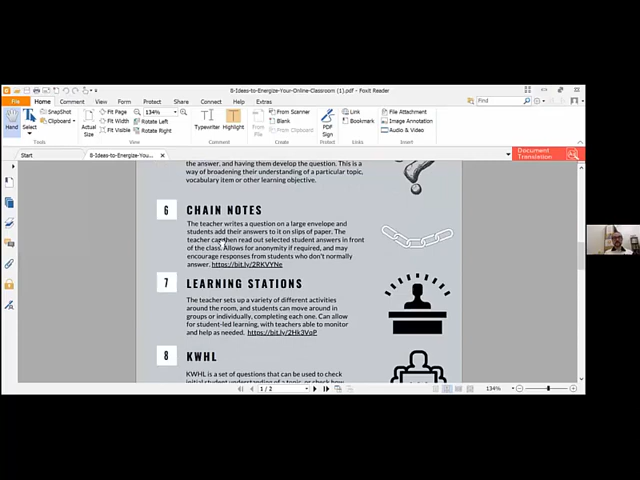 8-Ideas-to-Energize-Your-Online-Classroom (1).pdf - Foxit Reader
File Home Comment View Form Protect Share Connect Help Extras
Find
Hand
Select
SnapShot
Clipboard
Actual Size
Fit Page
Fit Width
Fit Visible
134%
Rotate Left
Rotate Right
Typewriter
Highlight
From File
From Scanner
Blank
PDF Sign
Link
Bookmark
File Attachment
Image Annotation
Audio & Video
Tools View Comment Create Protect Insert
Start
8-Ideas-to-Energize-You...
Document Translation
the answer, and having them develop the question. This is a
way of broadening their understanding of a particular topic,
vocabulary item or other learning objective.
6 CHAIN NOTES
The teacher writes a question on a large envelope and
students add their answers to it on slips of paper. The
teacher can then read out selected student answers in front
of the class. Allows for anonymity if required, and may
encourage responses from students who don't normally
answer. https://bit.ly/2RKVYNe
7 LEARNING STATIONS
The teacher sets up a variety of different activities
around the room, and students can move around in
groups or individually, completing each one. Can allow
for student-led learning, with teachers able to monitor
and help as needed. https://bit.ly/2Hk3VoP
8 KWHL
KWHL is a set of questions that can be used to check
initial student understanding of a topic, or check how
1 / 2
134%